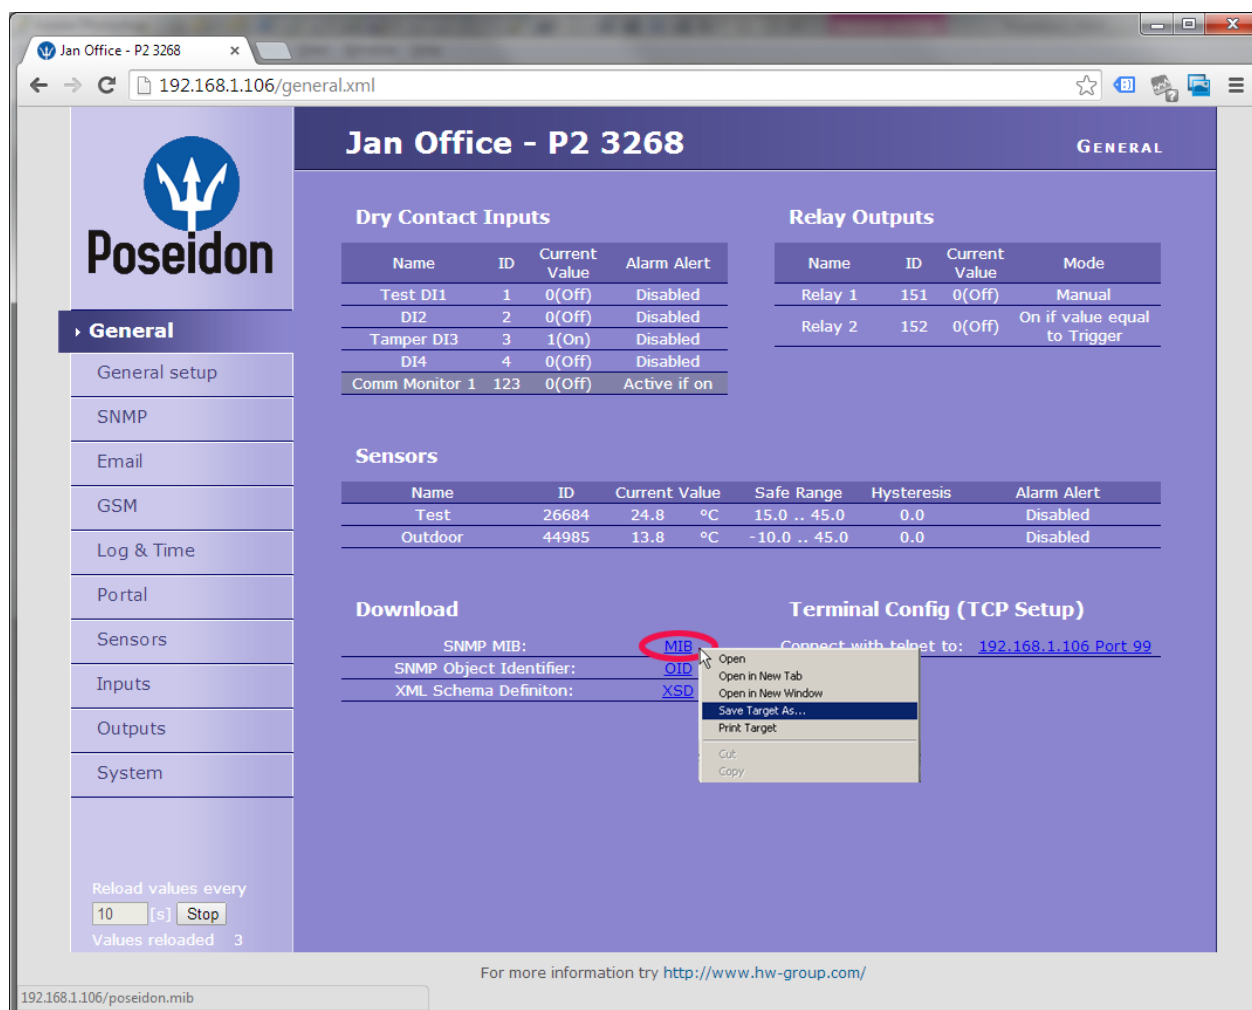 Jan Office - P2 3268
192.168.1.106/general.xml
Poseidon
General
General setup
SNMP
Email
GSM
Log & Time
Portal
Sensors
Inputs
Outputs
System
Reload values every
10 [s] Stop
Values reloaded 3
Jan Office - P2 3268
GENERAL
Dry Contact Inputs
Name ID Current Value Alarm Alert
Test DI1 1 0(Off) Disabled
DI2 2 0(Off) Disabled
Tamper DI3 3 1(On) Disabled
DI4 4 0(Off) Disabled
Comm Monitor 1 123 0(Off) Active if on
Relay Outputs
Name ID Current Value Mode
Relay 1 151 0(Off) Manual
Relay 2 152 0(Off) On if value equal to Trigger
Sensors
Name ID Current Value Safe Range Hysteresis Alarm Alert
Test 26684 24.8 °C 15.0 .. 45.0 0.0 Disabled
Outdoor 44985 13.8 °C -10.0 .. 45.0 0.0 Disabled
Download
SNMP MIB: MIB
SNMP Object Identifier: OID
XML Schema Definiton: XSD
Terminal Config (TCP Setup)
Connect with telnet to: 192.168.1.106 Port 99
Open
Open in New Tab
Open in New Window
Save Target As...
Print Target
Cut
Copy
For more information try http://www.hw-group.com/
192.168.1.106/poseidon.mib